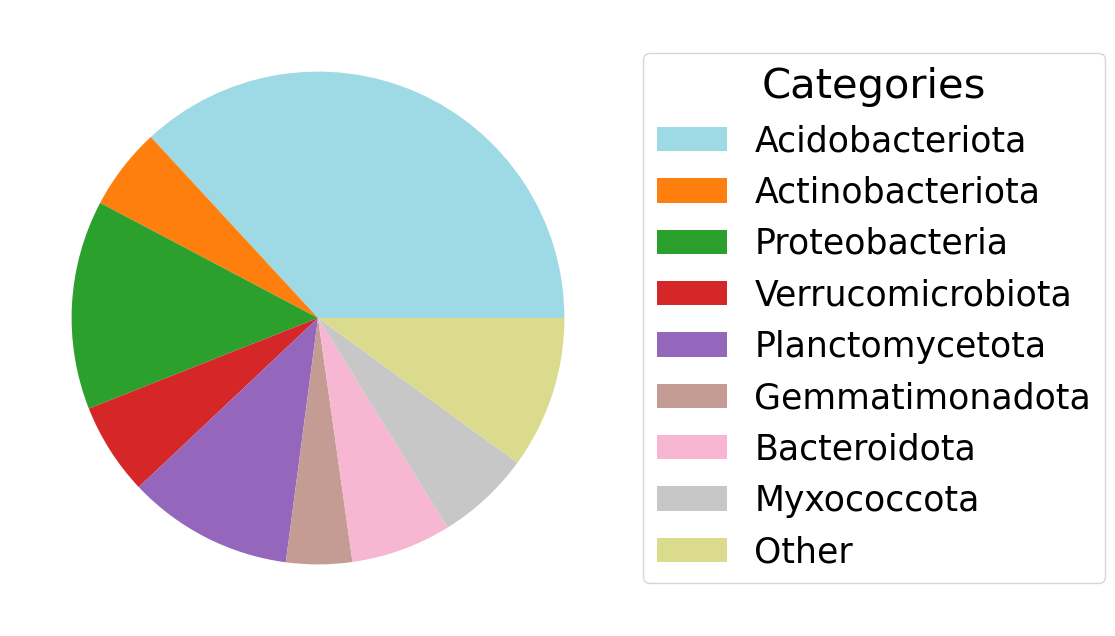 Categories
Acidobacteriota
Actinobacteriota
Proteobacteria
Verrucomicrobiota
Planctomycetota
Gemmatimonadota
Bacteroidota
Myxococcota
Other